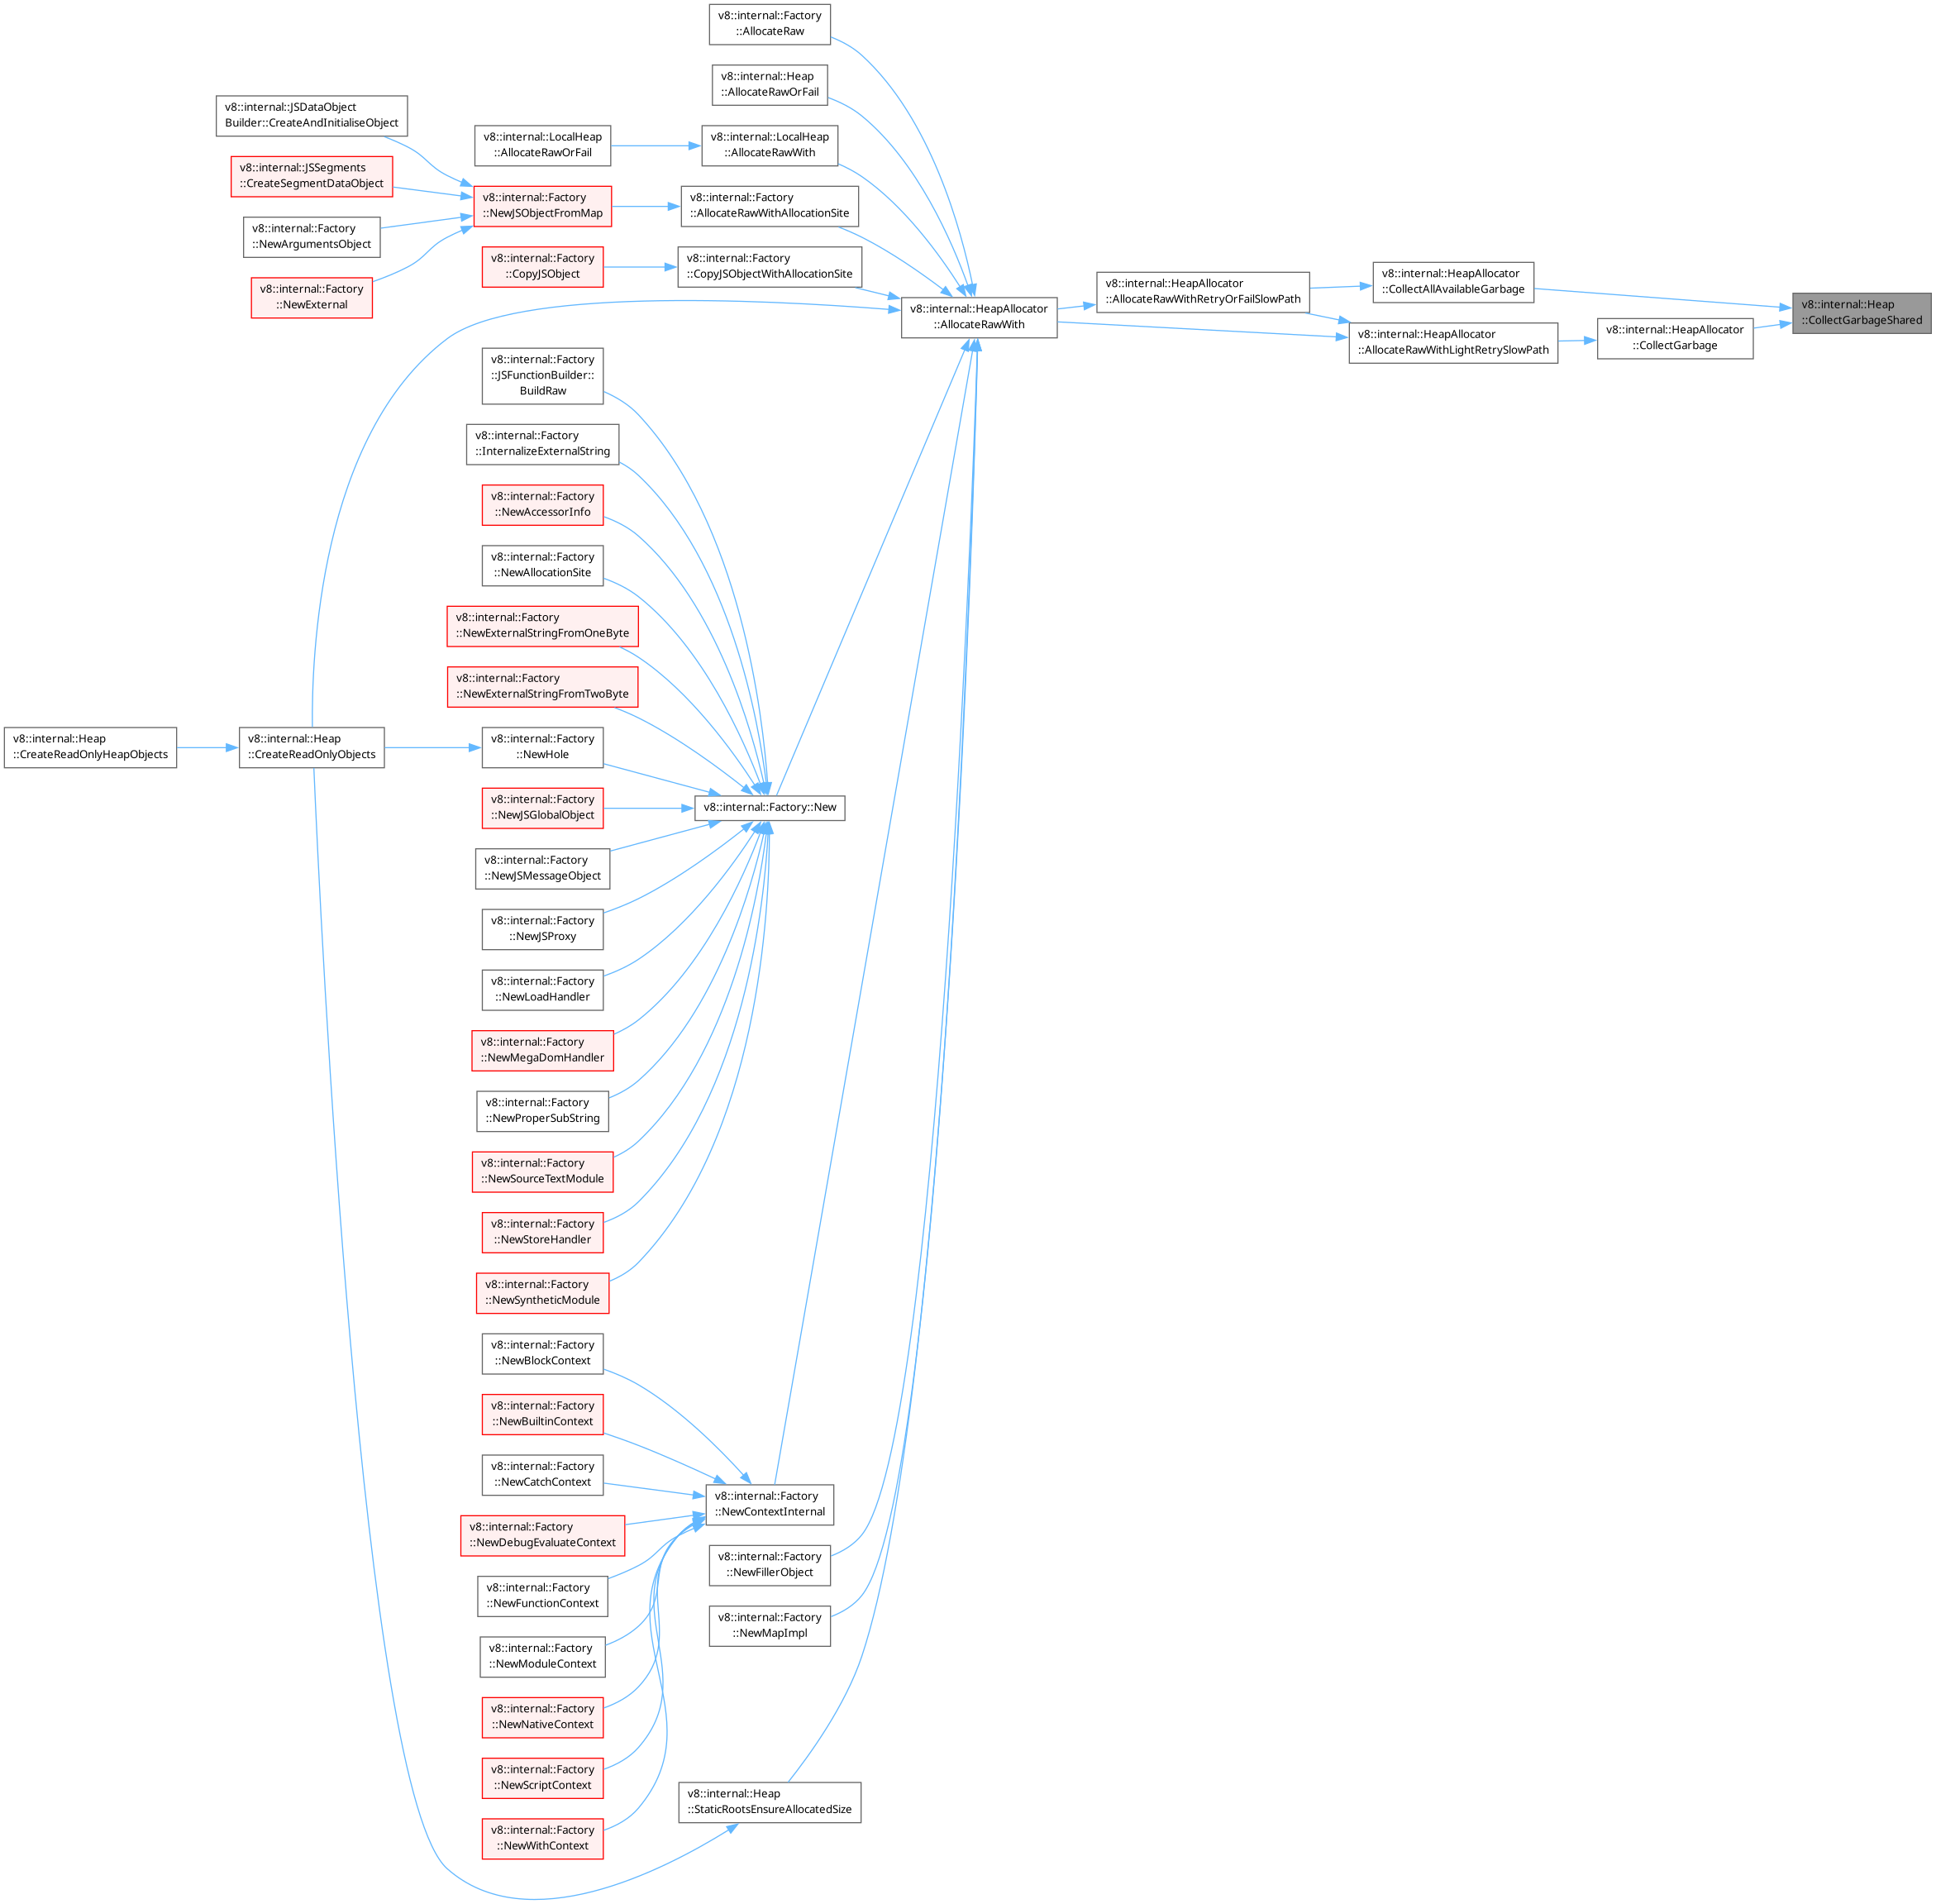 v8::internal::Factory
::AllocateRaw
v8::internal::Heap
::AllocateRawOrFail
v8::internal::JSDataObject
Builder::CreateAndInitialiseObject
v8::internal::LocalHeap
::AllocateRawOrFail
v8::internal::LocalHeap
::AllocateRawWith
v8::internal::JSSegments
::CreateSegmentDataObject
v8::internal::Factory
::NewJSObjectFromMap
v8::internal::Factory
::AllocateRawWithAllocationSite
v8::internal::Factory
::NewArgumentsObject
v8::internal::Factory
::CopyJSObject
v8::internal::Factory
::CopyJSObjectWithAllocationSite
v8::internal::Factory
::NewExternal
v8::internal::HeapAllocator
::AllocateRawWith
v8::internal::HeapAllocator
::AllocateRawWithRetryOrFailSlowPath
v8::internal::HeapAllocator
::CollectAllAvailableGarbage
v8::internal::Heap
::CollectGarbageShared
v8::internal::HeapAllocator
::AllocateRawWithLightRetrySlowPath
v8::internal::HeapAllocator
::CollectGarbage
v8::internal::Factory
::JSFunctionBuilder::
BuildRaw
v8::internal::Factory
::InternalizeExternalString
v8::internal::Factory
::NewAccessorInfo
v8::internal::Factory
::NewAllocationSite
v8::internal::Factory
::NewExternalStringFromOneByte
v8::internal::Factory
::NewExternalStringFromTwoByte
v8::internal::Heap
::CreateReadOnlyHeapObjects
v8::internal::Heap
::CreateReadOnlyObjects
v8::internal::Factory
::NewHole
v8::internal::Factory
::NewJSGlobalObject
v8::internal::Factory::New
v8::internal::Factory
::NewJSMessageObject
v8::internal::Factory
::NewJSProxy
v8::internal::Factory
::NewLoadHandler
v8::internal::Factory
::NewMegaDomHandler
v8::internal::Factory
::NewProperSubString
v8::internal::Factory
::NewSourceTextModule
v8::internal::Factory
::NewStoreHandler
v8::internal::Factory
::NewSyntheticModule
v8::internal::Factory
::NewBlockContext
v8::internal::Factory
::NewBuiltinContext
v8::internal::Factory
::NewCatchContext
v8::internal::Factory
::NewContextInternal
v8::internal::Factory
::NewDebugEvaluateContext
v8::internal::Factory
::NewFillerObject
v8::internal::Factory
::NewFunctionContext
v8::internal::Factory
::NewMapImpl
v8::internal::Factory
::NewModuleContext
v8::internal::Factory
::NewNativeContext
v8::internal::Factory
::NewScriptContext
v8::internal::Heap
::StaticRootsEnsureAllocatedSize
v8::internal::Factory
::NewWithContext